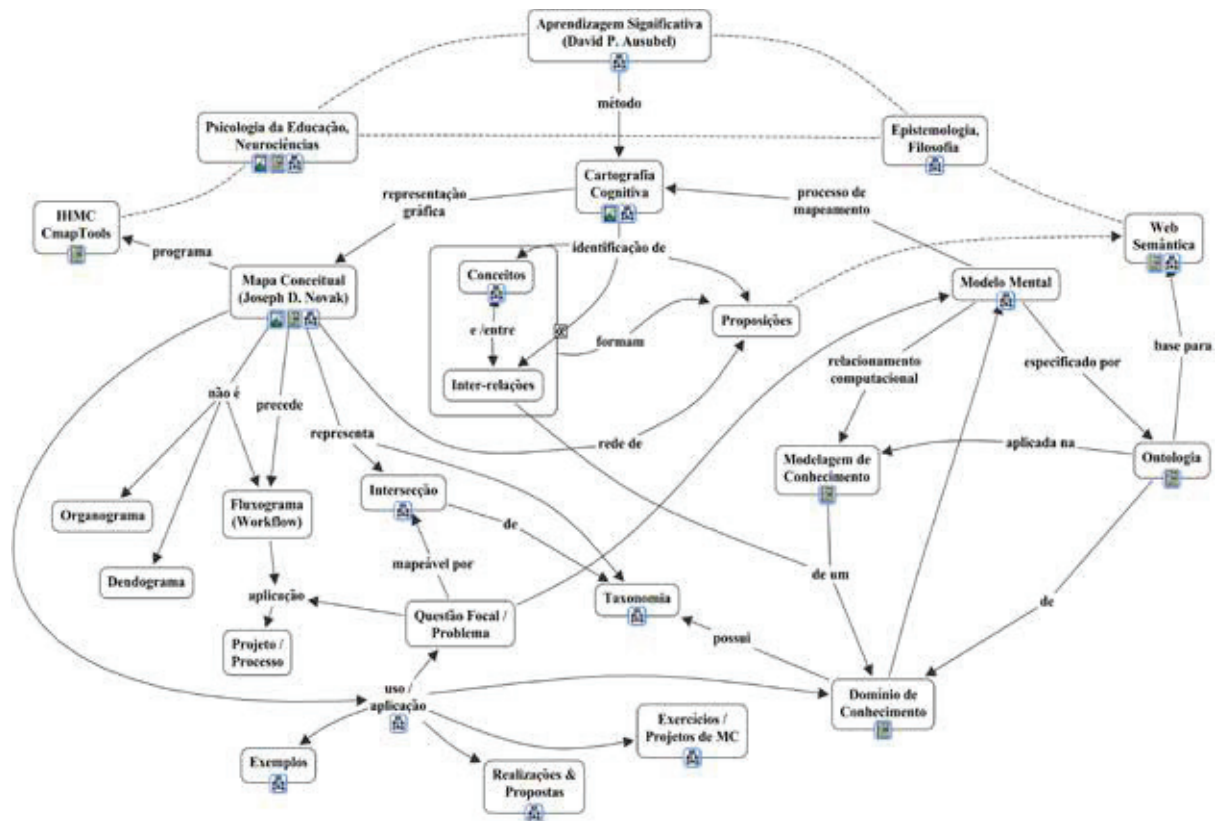 Aprendizagem Significativa
(David P. Ausubel)
método
Psicologia da Educação,
Neurociências
Epistemologia,
Filosofia
Cartografia
Cognitiva
representação
gráfica
processo de
mapeamento
IHMC
CmapTools
programa
Web
Semântica
identificação de
Mapa Conceitual
(Joseph D. Novak)
Conceitos
Modelo Mental
e /entre
formam
Proposições
base para
relacionamento
computacional
especificado por
Inter-relações
não é
precede
representa
rede de
aplicada na
Modelagem de
Conhecimento
Ontologia
Intersecção
Organograma
Fluxograma
(Workflow)
de
Dendograma
mapeável por
de um
aplicação
Questão Focal /
Problema
Taxonomia
de
Projeto /
Processo
possui
uso /
aplicação
Domínio de
Conhecimento
Exercícios /
Projetos de MC
Exemplos
Realizações &
Propostas